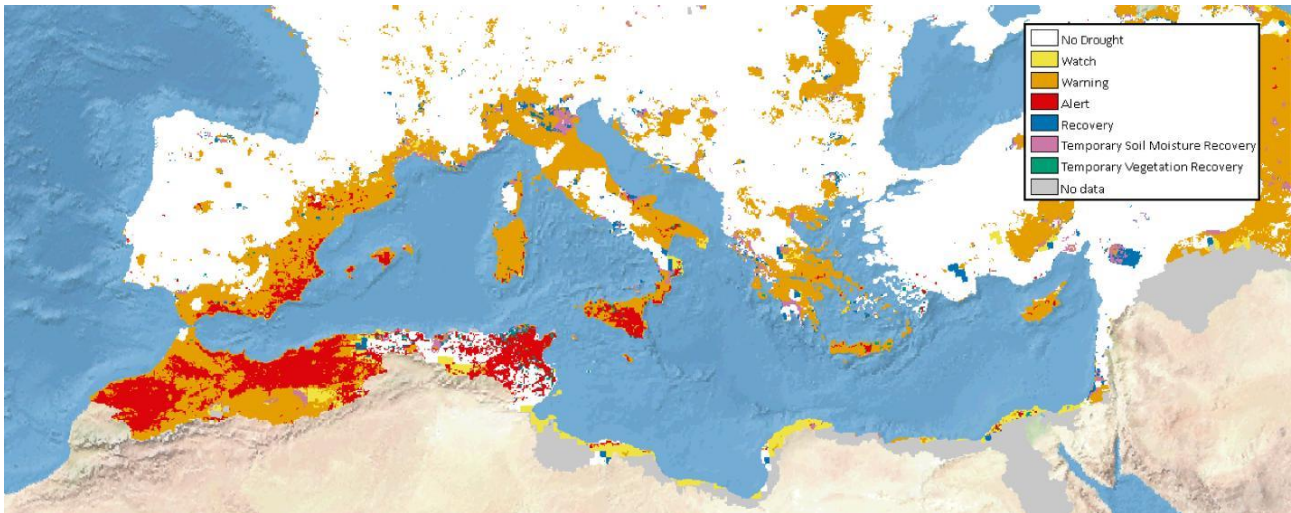 No Drought
Watch
Warning
Alert
Recovery
Temporary Soil Moisture Recovery
Temporary Vegetation Recovery
No data